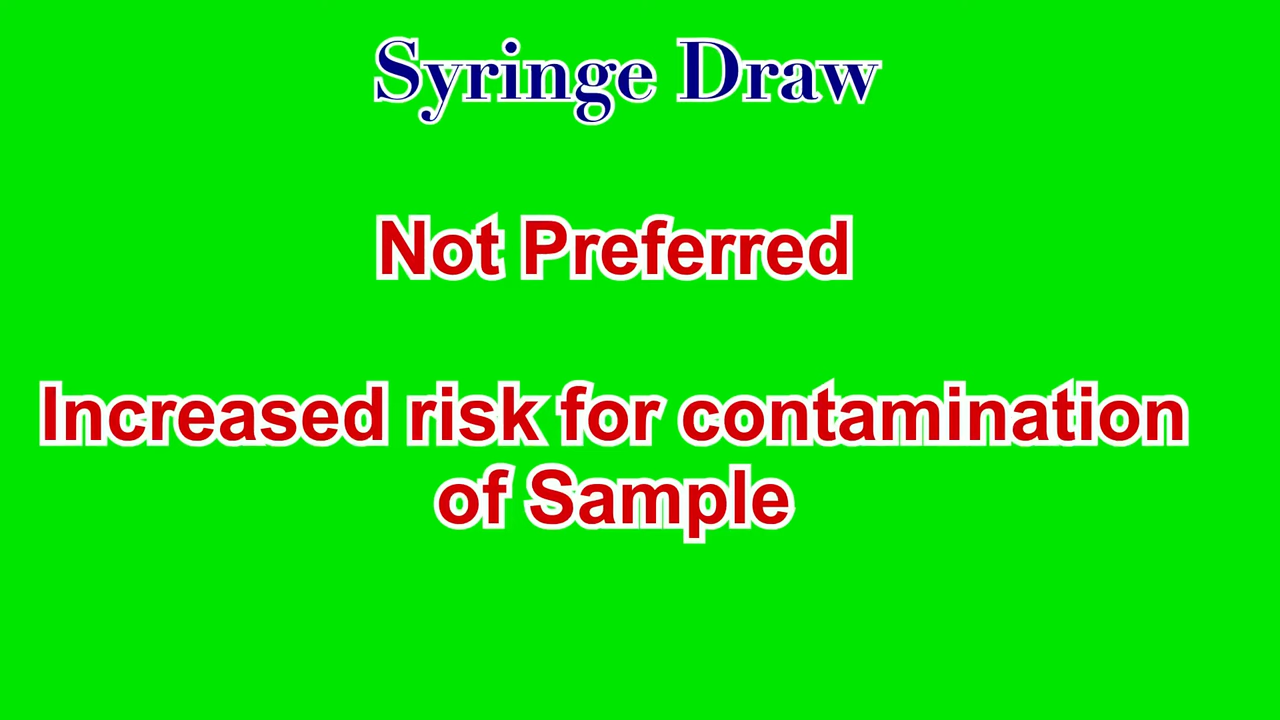 Syringe Draw
Not Preferred
Increased risk for contamination
of Sample